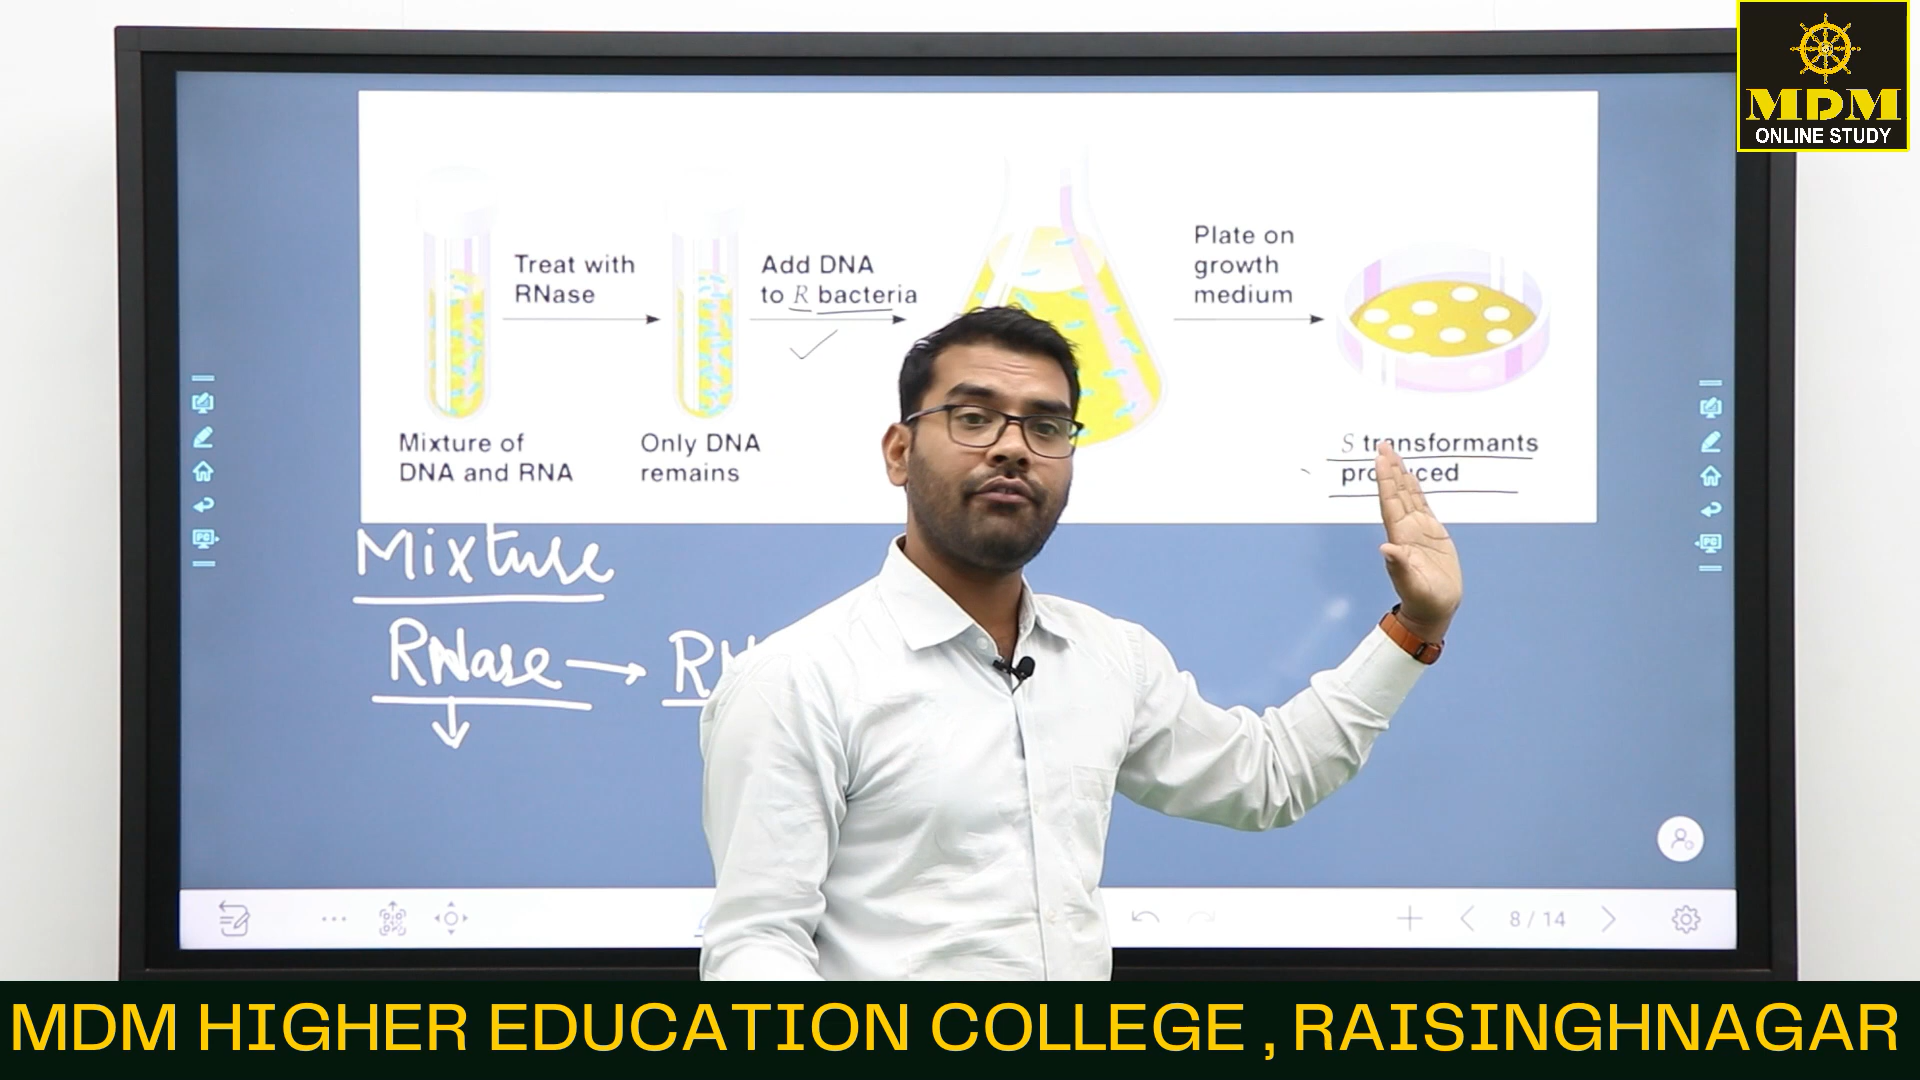 MDM
ONLINE STUDY
Treat with
RNase
Add DNA
to R bacteria
Plate on
growth
medium
Mixture of
DNA and RNA
Only DNA
remains
S transformants
produced
Mixture
RNase →
8 / 14
MDM HIGHER EDUCATION COLLEGE , RAISINGHNAGAR